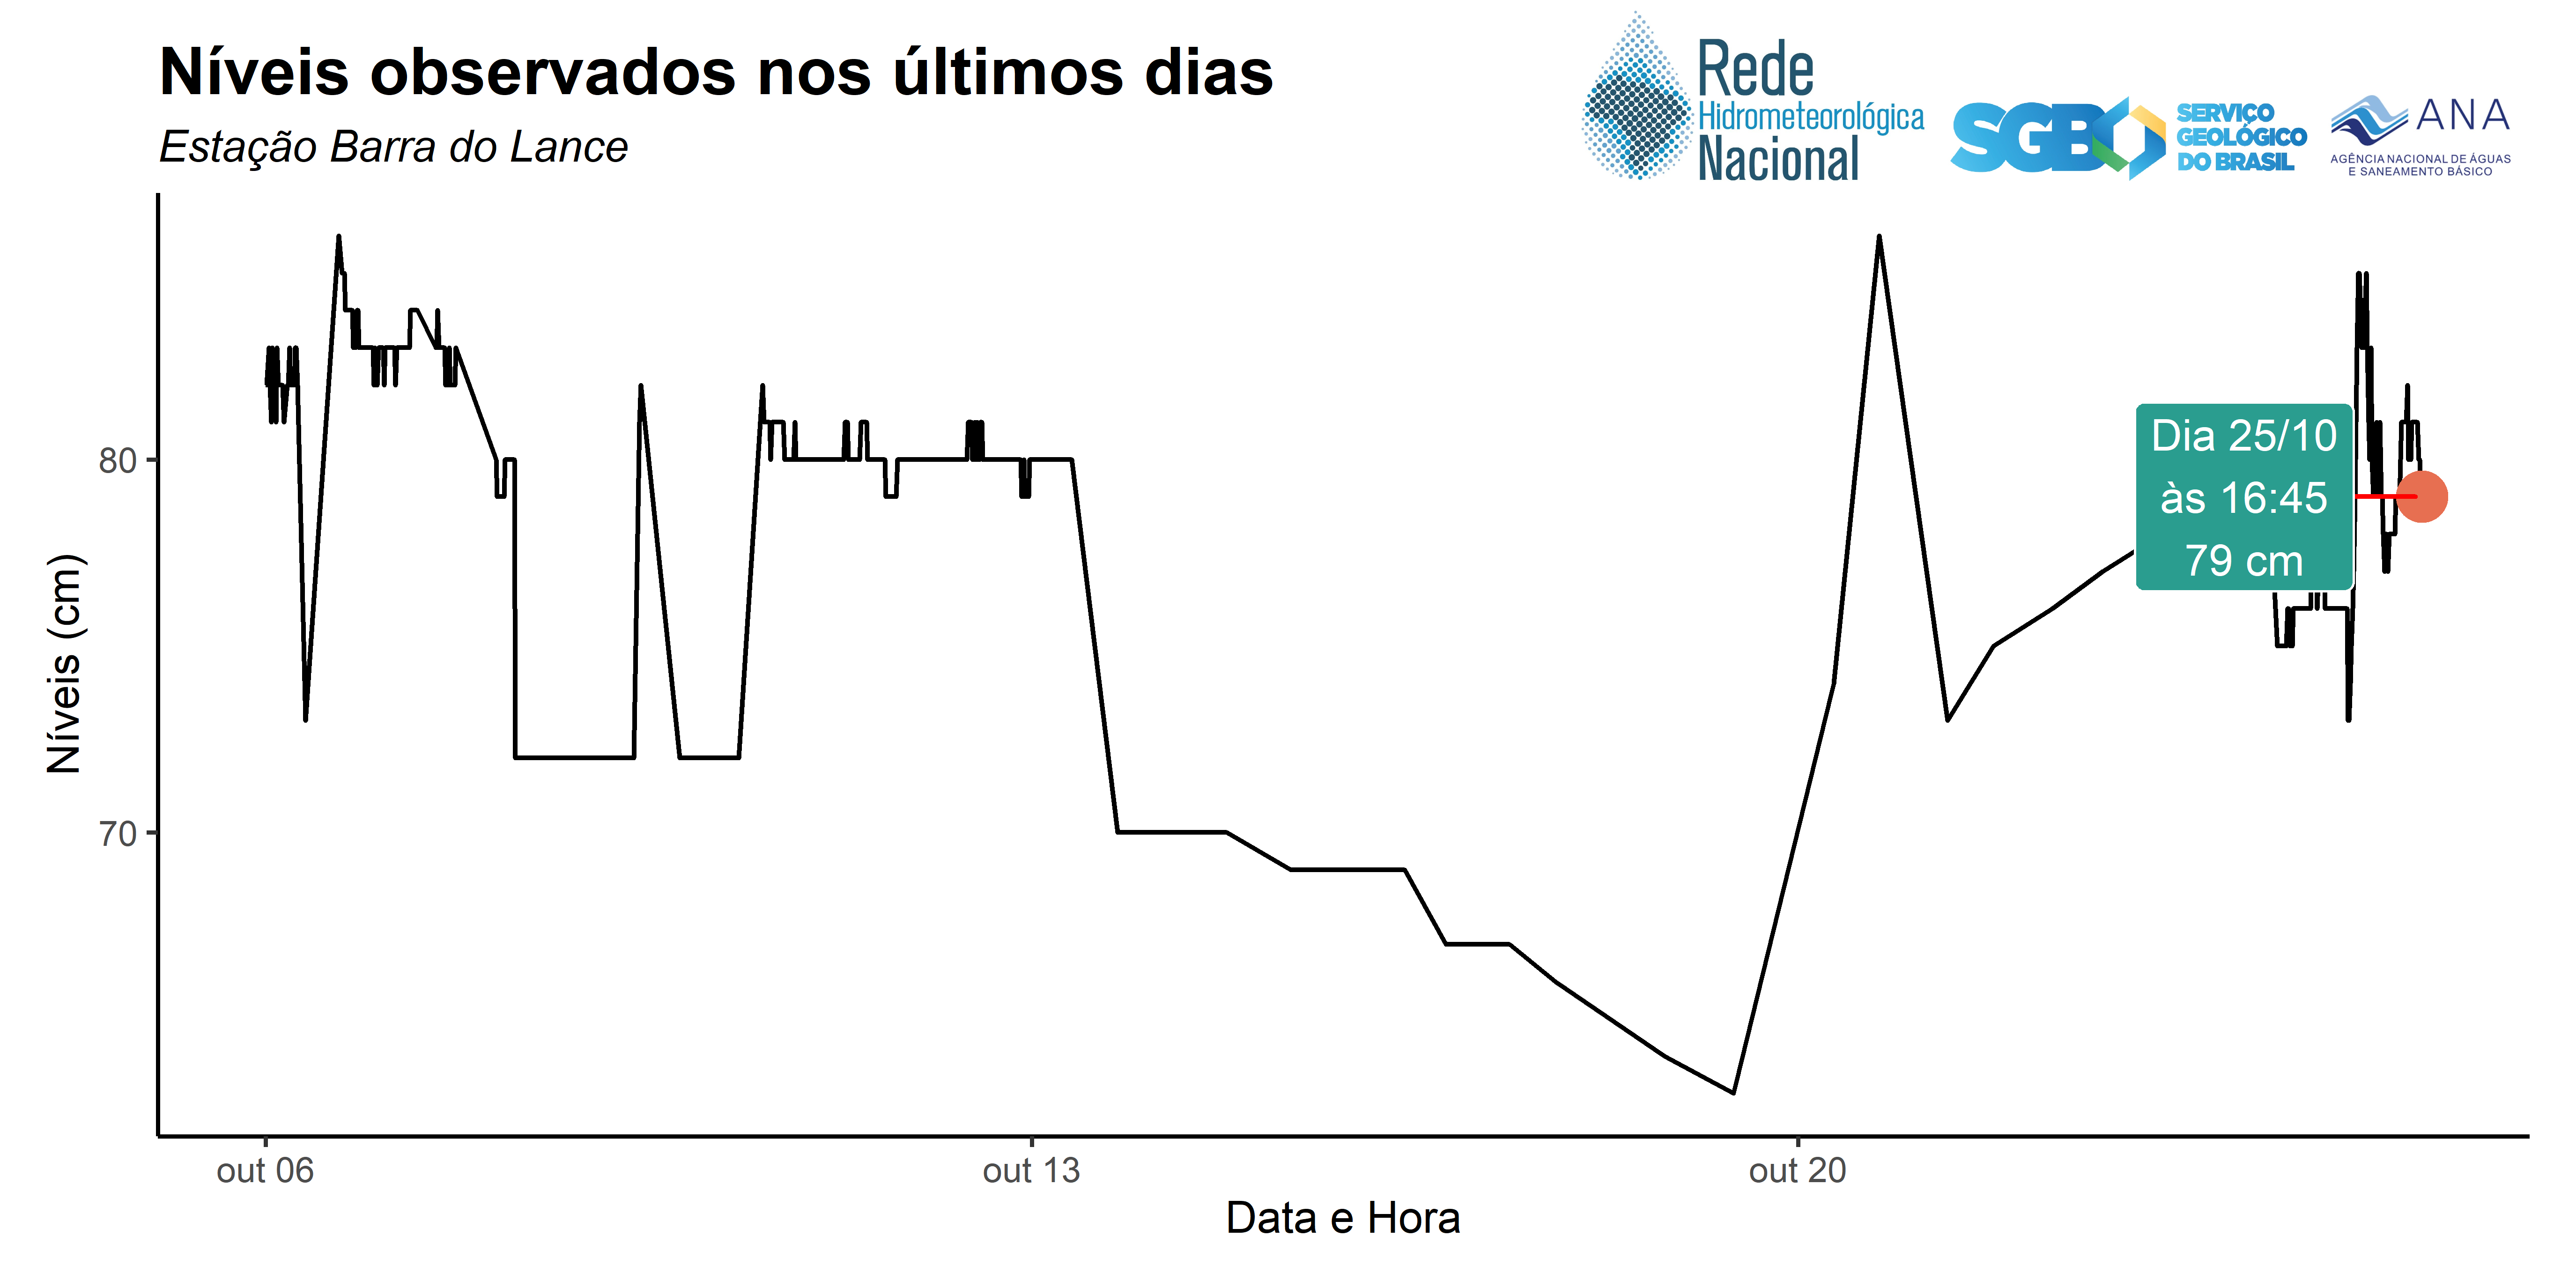 Níveis observados nos últimos dias
Estação Barra do Lance
Rede
Hidrometeorológica
Nacional
SGB
SERVIÇO
GEOLÓGICO
DO BRASIL
ANA
AGÊNCIA NACIONAL DE ÁGUAS
E SANEAMENTO BÁSICO
Níveis (cm)
80
70
Dia 25/10
às 16:45
79 cm
out 06
out 13
out 20
Data e Hora